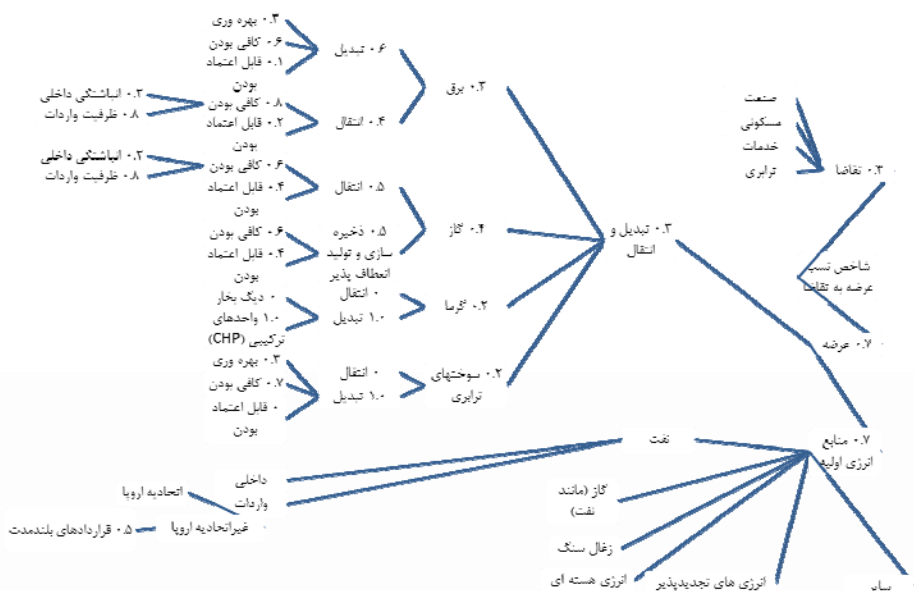 ۰.۳ تقاضا
صنعت
مسکونی
خدمات
ترابری
شاخص نسبت
عرضه به تقاضا
۰.۷ عرضه
۰.۳ تبدیل و
انتقال
۰.۳ برق
۰.۶ تبدیل
۰.۳ بهره وری
۰.۶ کافی بودن
۰.۱ قابل اعتماد
بودن
۰.۴ انتقال
۰.۸ کافی بودن
۰.۲ قابل اعتماد
بودن
۰.۲ انباشتگی داخلی
۰.۸ ظرفیت واردات
۰.۴ گاز
۰.۵ انتقال
۰.۶ کافی بودن
۰.۴ قابل اعتماد
بودن
۰.۲ انباشتگی داخلی
۰.۸ ظرفیت واردات
۰.۵ ذخیره
سازی و تولید
انعطاف پذیر
۰.۶ کافی بودن
۰.۴ قابل اعتماد
بودن
۰.۲ گرما
۰ انتقال
۱.۰ تبدیل
۰ دیگ بخار
۱.۰ واحدهای
ترکیبی (CHP)
۰.۲ سوختهای
ترابری
۰ انتقال
۱.۰ تبدیل
۰.۳ بهره وری
۰.۷ کافی بودن
۰ قابل اعتماد
بودن
۰.۷ منابع
انرژی اولیه
نفت
داخلی
واردات
اتحادیه اروپا
غیراتحادیه اروپا
۰.۵ قراردادهای بلندمدت
گاز (مانند
نفت)
زغال سنگ
انرژی هسته ای
انرژی های تجدیدپذیر
سایر